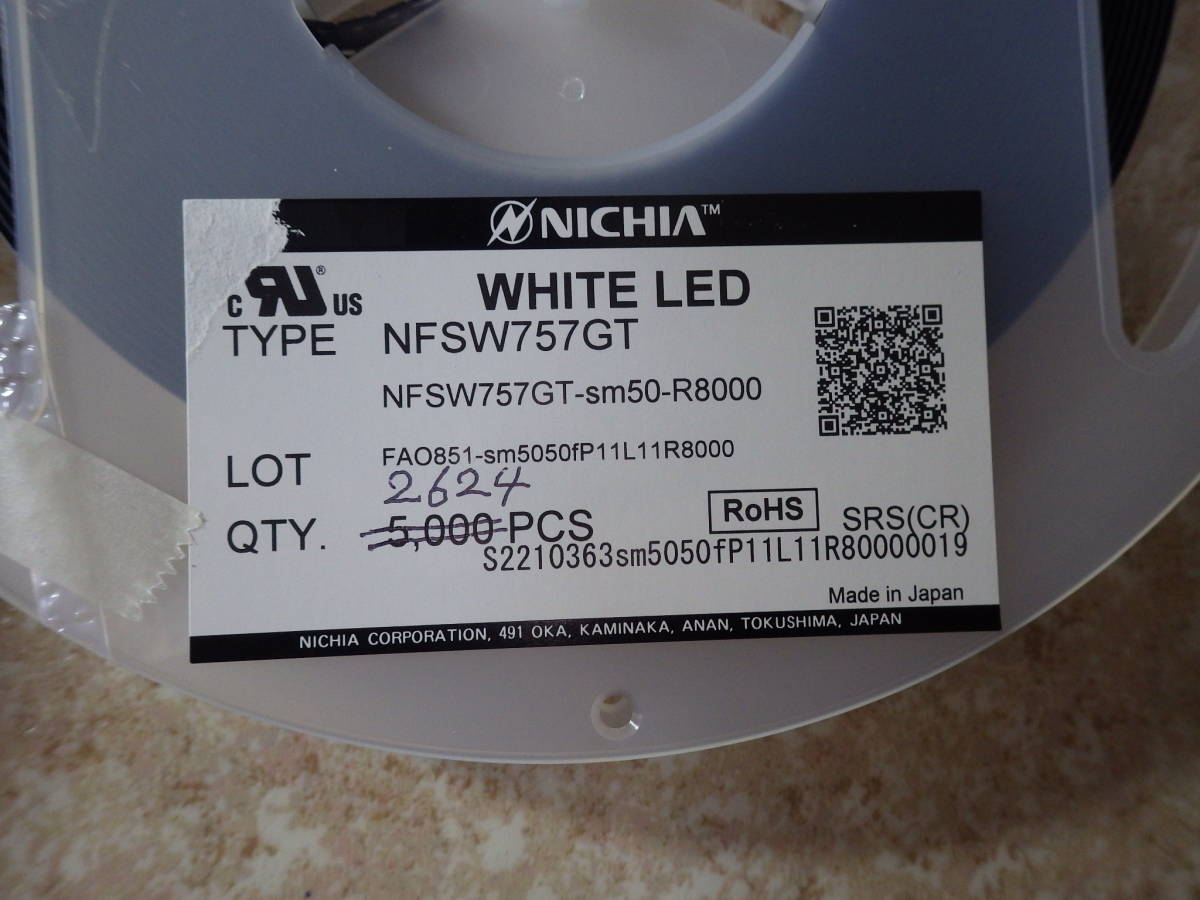 NICHIA™
c RU® US
WHITE LED
TYPE NFSW757GT
NFSW757GT-sm50-R8000
LOT FAO851-sm5050fP11L11R8000
2624
QTY. 5,000 PCS RoHS SRS(CR)
S2210363sm5050fP11L11R80000019
Made in Japan
NICHIA CORPORATION, 491 OKA, KAMINAKA, ANAN, TOKUSHIMA, JAPAN